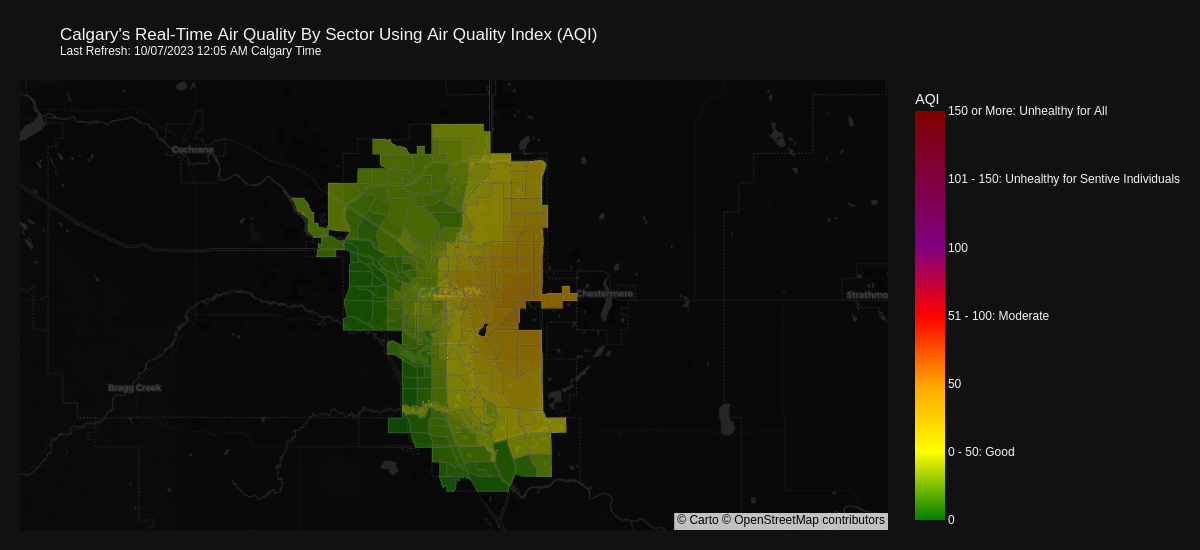 Calgary's Real-Time Air Quality By Sector Using Air Quality Index (AQI)
Last Refresh: 10/07/2023 12:05 AM Calgary Time
AQI
150 or More: Unhealthy for All
Cochrane
101 - 150: Unhealthy for Sentive Individuals
100
CALGARY
Chestermere
Strathmo
51 - 100: Moderate
Bragg Creek
50
0 - 50: Good
© Carto © OpenStreetMap contributors
0